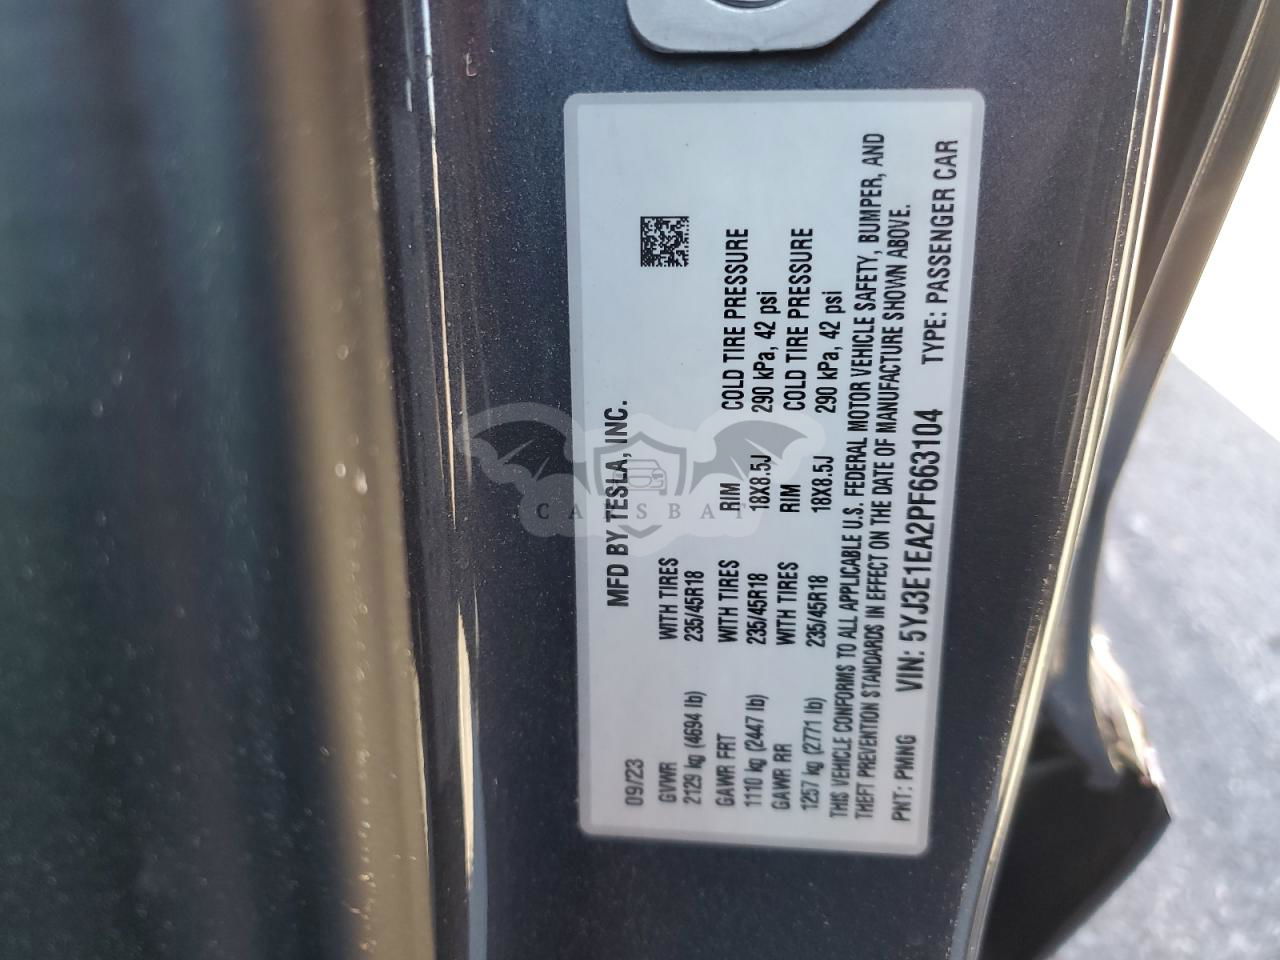 MFD BY TESLA, INC.
09/23
GVWR WITH TIRES
2129 kg (4694 lb) 235/45R18
GAWR FRT WITH TIRES RIM COLD TIRE PRESSURE
1110 kg (2447 lb) 235/45R18 18X8.5J 290 kPa, 42 psi
GAWR RR WITH TIRES RIM COLD TIRE PRESSURE
1257 kg (2771 lb) 235/45R18 18X8.5J 290 kPa, 42 psi
THIS VEHICLE CONFORMS TO ALL APPLICABLE U.S. FEDERAL MOTOR VEHICLE SAFETY, BUMPER, AND
THEFT PREVENTION STANDARDS IN EFFECT ON THE DATE OF MANUFACTURE SHOWN ABOVE.
PNT: PMNG VIN: 5YJ3E1EA2PF663104 TYPE: PASSENGER CAR
CARSBAT